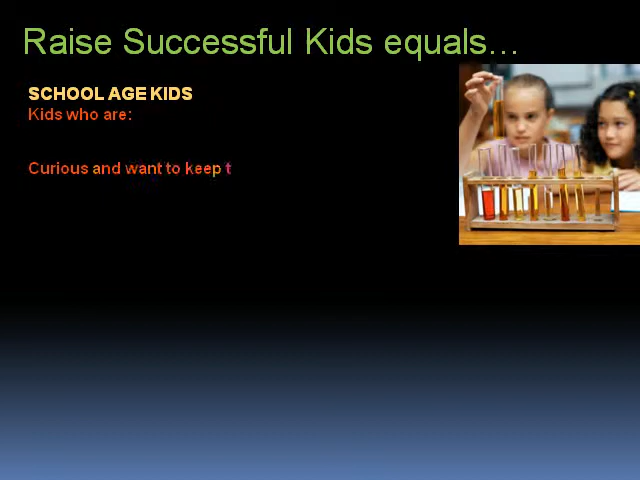 Raise Successful Kids equals…
SCHOOL AGE KIDS
Kids who are:
Curious and want to keep t